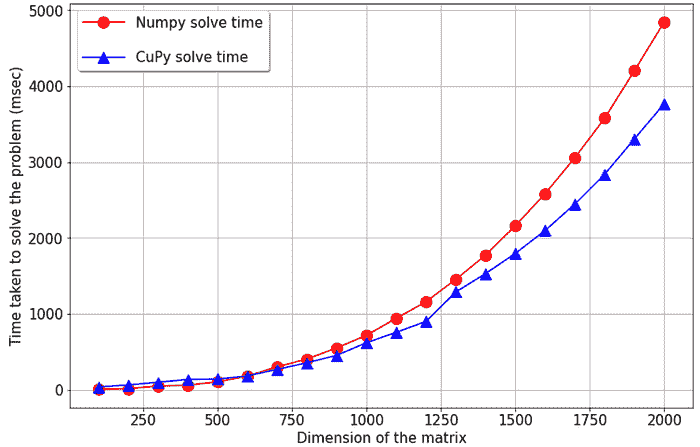 Numpy solve time
CuPy solve time
Time taken to solve the problem (msec)
5000
4000
3000
2000
1000
0
250 500 750 1000 1250 1500 1750 2000
Dimension of the matrix